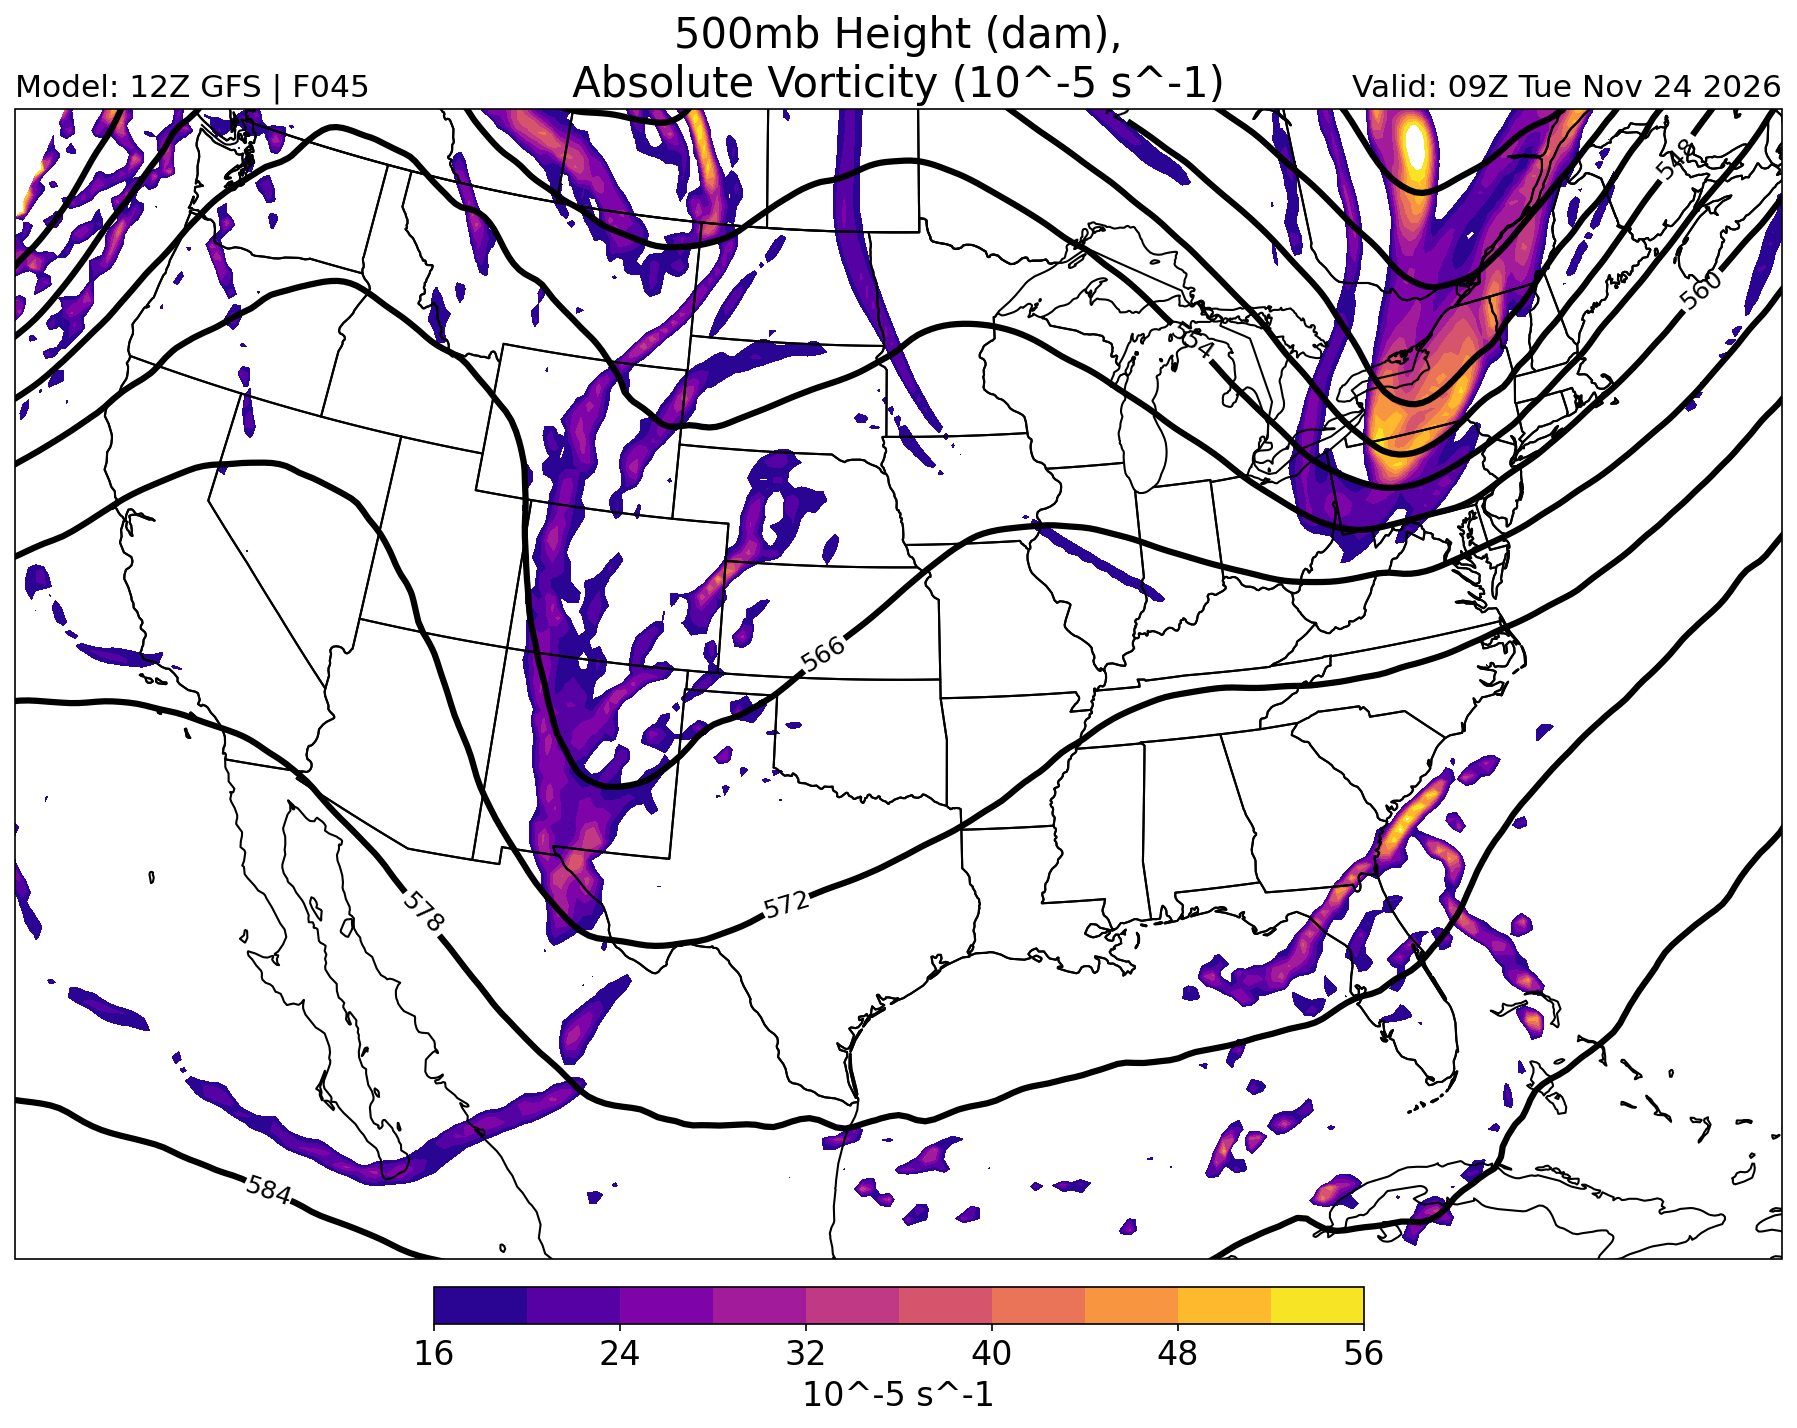 500mb Height (dam),
Absolute Vorticity (10^-5 s^-1)
Model: 12Z GFS | F045
Valid: 09Z Tue Nov 24 2026
548
560
54
566
572
578
584
16 24 32 40 48 56
10^-5 s^-1